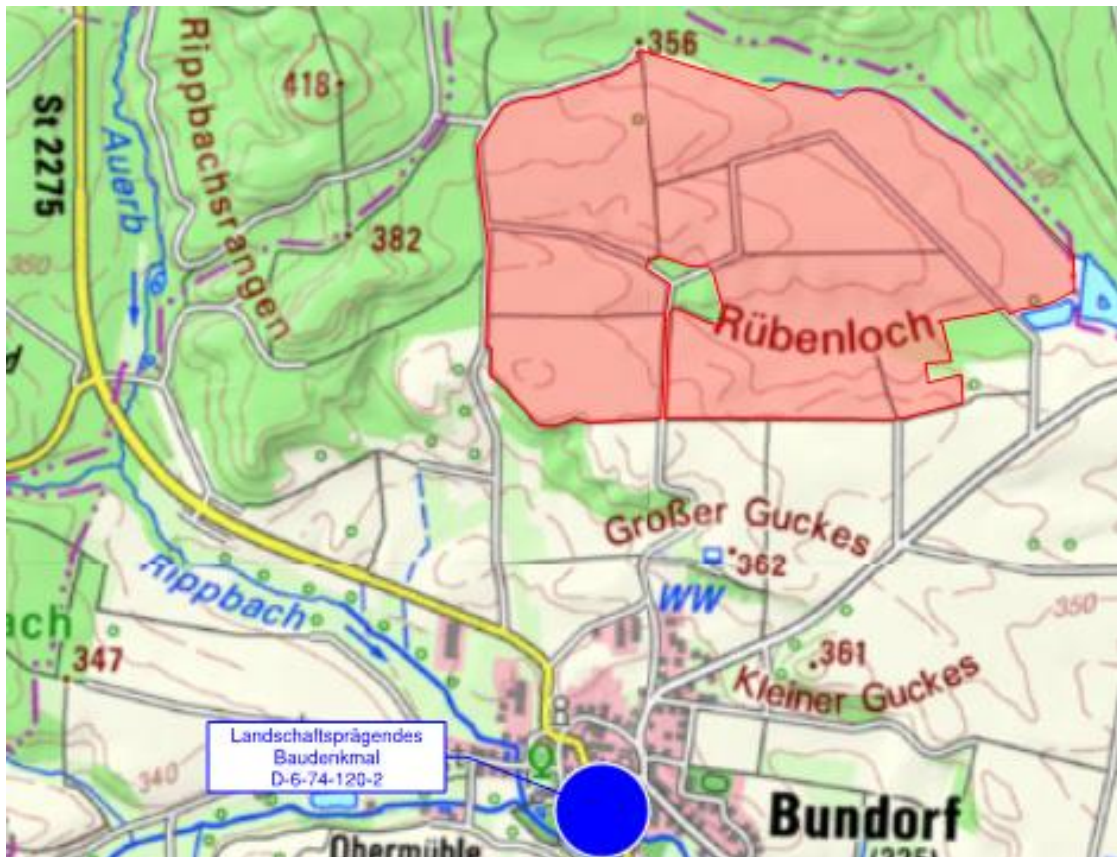 356
418
Rippbachsrangen
St 2275
Auerb
382
340
360
Rübenloch
Großer Guckes
362
WW
350
Rippbach
ach
347
361
Kleiner Guckes
Landschaftsprägendes
Baudenkmal
D-6-74-120-2
340
Bundorf
Obermühle